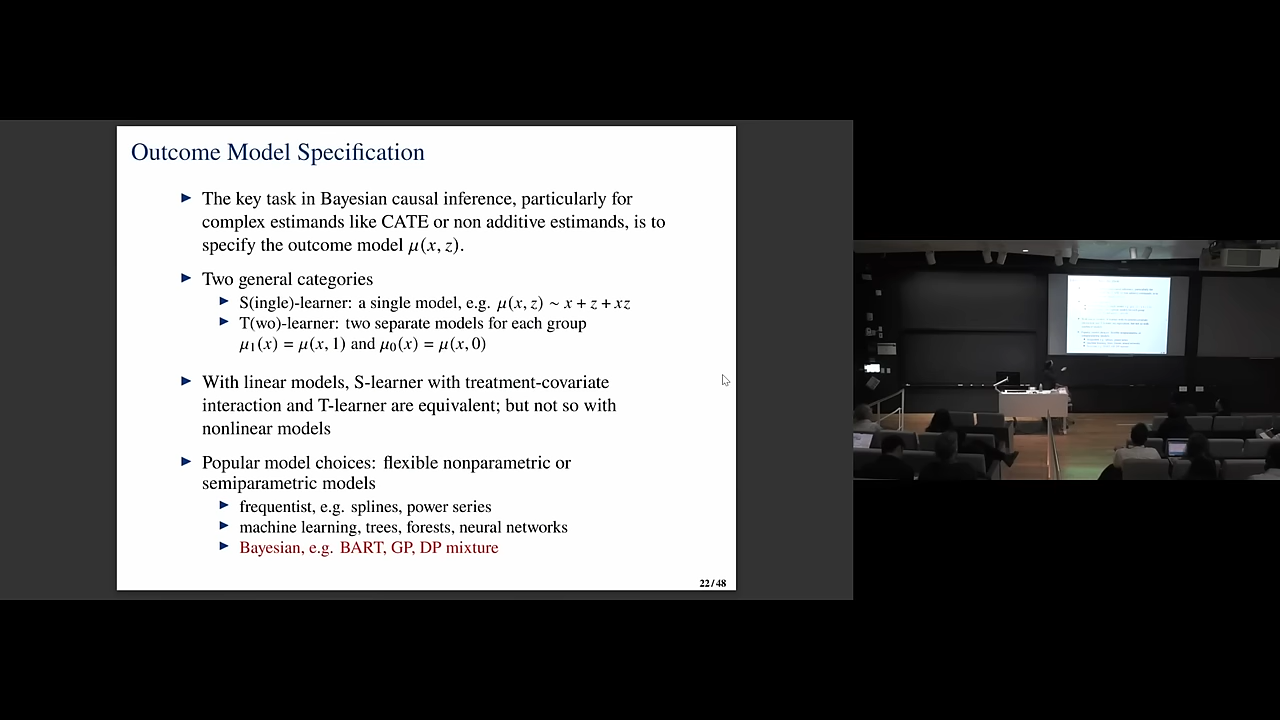 Outcome Model Specification
The key task in Bayesian causal inference, particularly for
complex estimands like CATE or non additive estimands, is to
specify the outcome model μ(x, z).
Two general categories
S(ingle)-learner: a single model, e.g. μ(x, z) ~ x + z + xz
T(wo)-learner: two separate models for each group
μ₁(x) = μ(x, 1) and μ₀(x) = μ(x, 0)
With linear models, S-learner with treatment-covariate
interaction and T-learner are equivalent; but not so with
nonlinear models
Popular model choices: flexible nonparametric or
semiparametric models
frequentist, e.g. splines, power series
machine learning, trees, forests, neural networks
Bayesian, e.g. BART, GP, DP mixture
22 / 48